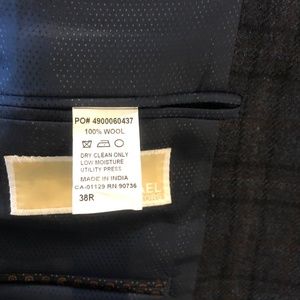 PO# 4900060437
100% WOOL
DRY CLEAN ONLY
LOW MOISTURE
UTILITY PRESS
MADE IN INDIA
CA-01129 RN 90736
38R